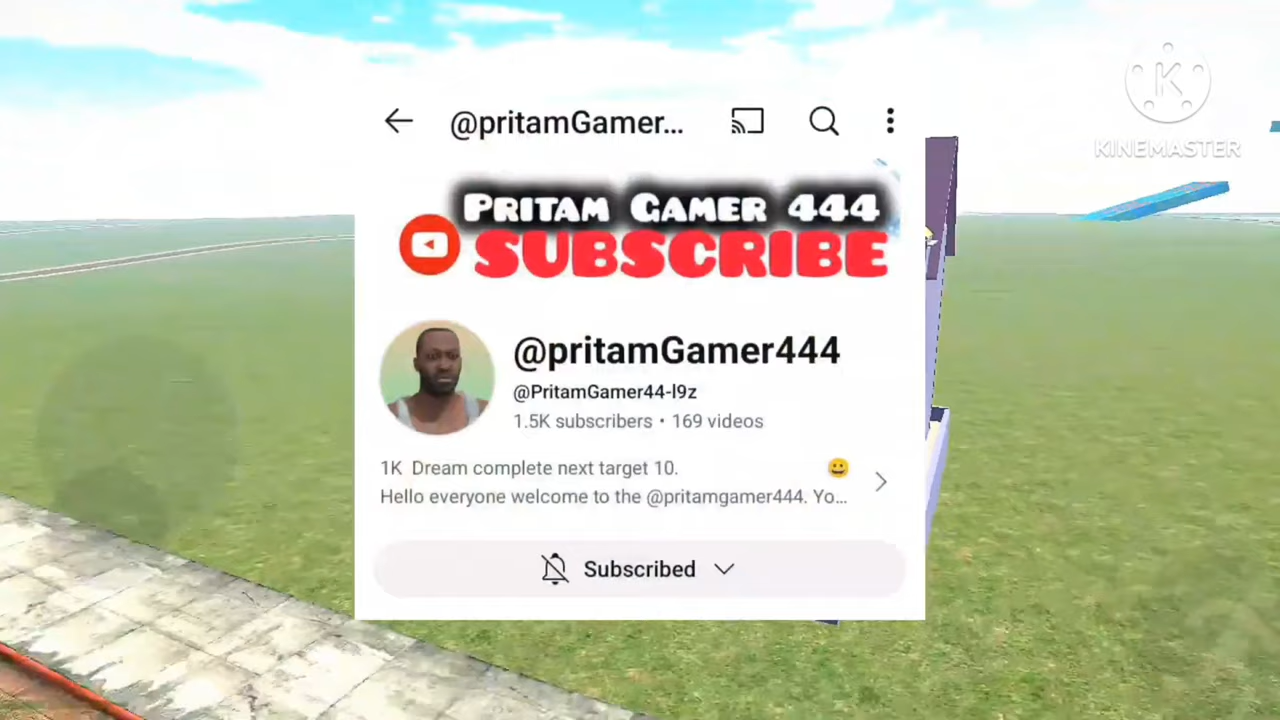 @pritamGamer...
KINEMASTER
PRITAM GAMER 444
SUBSCRIBE
@pritamGamer444
@PritamGamer44-l9z
1.5K subscribers • 169 videos
1K Dream complete next target 10. 😀
Hello everyone welcome to the @pritamgamer444. Yo...
Subscribed